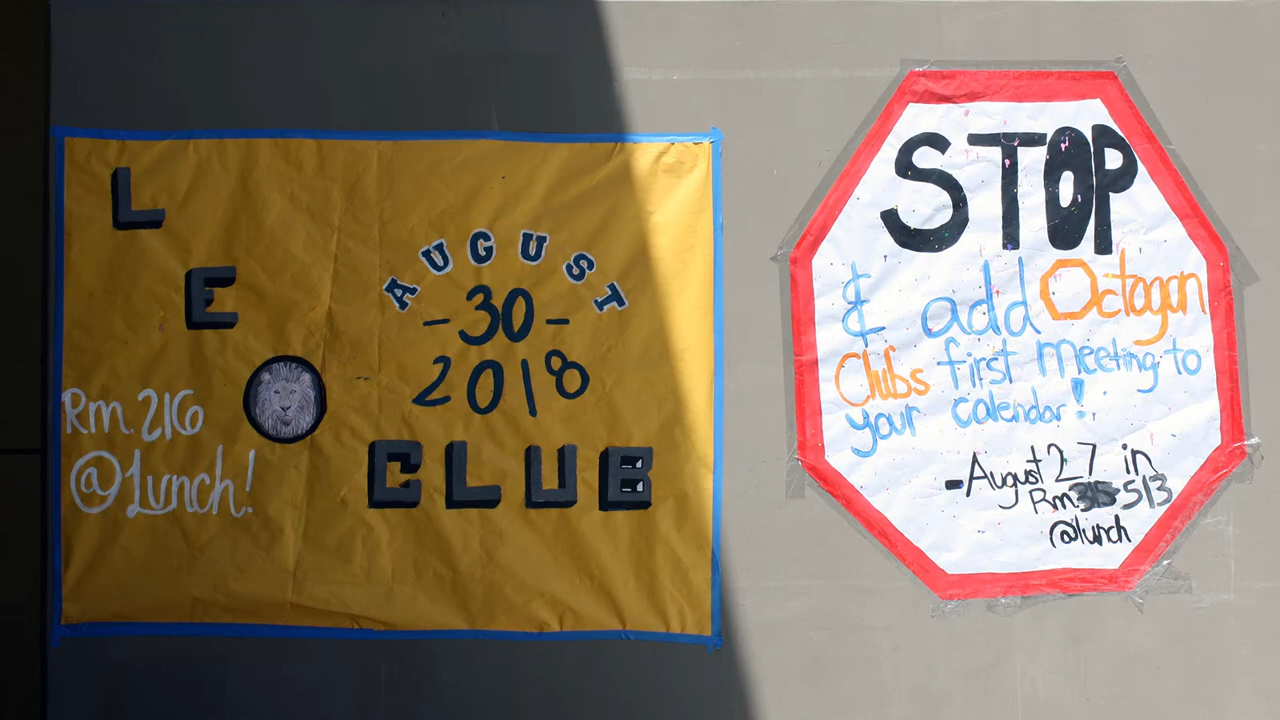 LEO
AUGUST
-30-
2018
Rm. 216
@Lunch!
CLUB
STOP
& add Octagon
Clubs first meeting to
your calendar!
-August 27 in
Rm. 513
@lunch